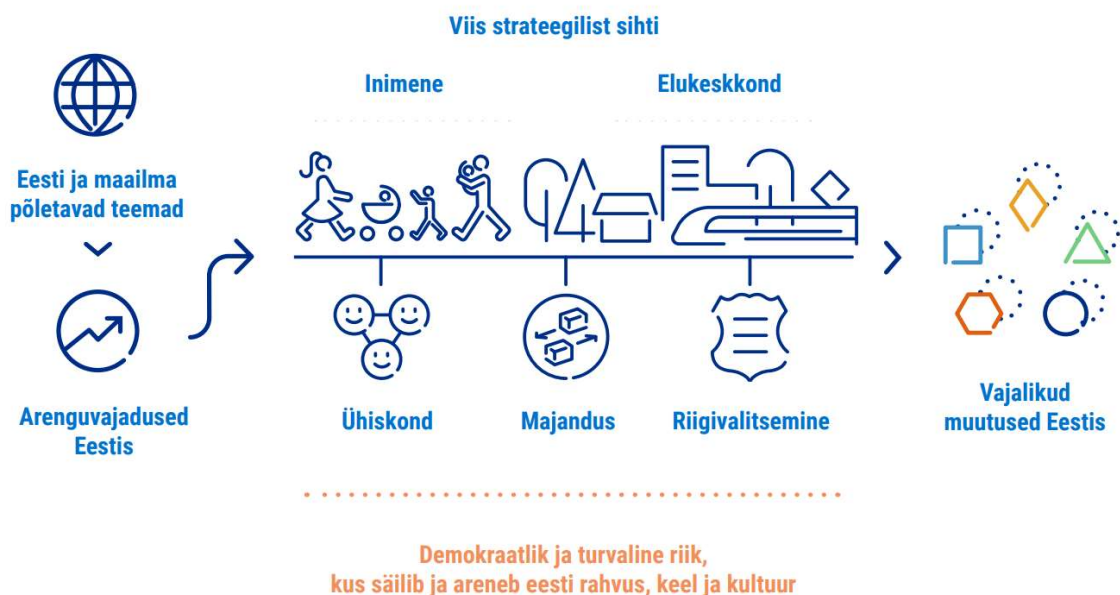 Viis strateegilist sihti
Inimene
Elukeskkond
Eesti ja maailma
põletavad teemad
Arenguvajadused
Eestis
Ühiskond
Majandus
Riigivalitsemine
Vajalikud
muutused Eestis
Demokraatlik ja turvaline riik,
kus säilib ja areneb eesti rahvus, keel ja kultuur